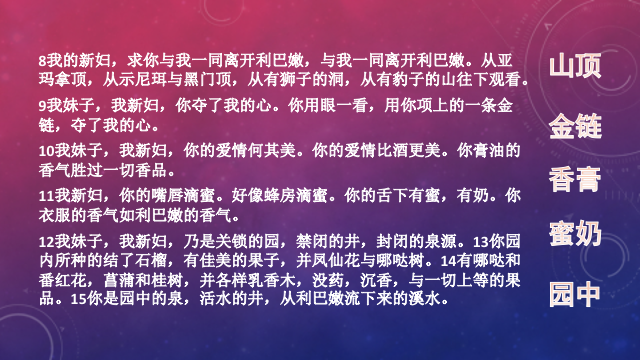 8我的新妇，求你与我一同离开利巴嫩，与我一同离开利巴嫩。从亚
玛拿顶，从示尼珥与黑门顶，从有狮子的洞，从有豹子的山往下观看。
9我妹子，我新妇，你夺了我的心。你用眼一看，用你项上的一条金
链，夺了我的心。
10我妹子，我新妇，你的爱情何其美。你的爱情比酒更美。你膏油的
香气胜过一切香品。
11我新妇，你的嘴唇滴蜜。好像蜂房滴蜜。你的舌下有蜜，有奶。你
衣服的香气如利巴嫩的香气。
12我妹子，我新妇，乃是关锁的园，禁闭的井，封闭的泉源。13你园
内所种的结了石榴，有佳美的果子，并凤仙花与哪哒树。14有哪哒和
番红花，菖蒲和桂树，并各样乳香木，没药，沉香，与一切上等的果
品。15你是园中的泉，活水的井，从利巴嫩流下来的溪水。
山顶
金链
香膏
蜜奶
园中